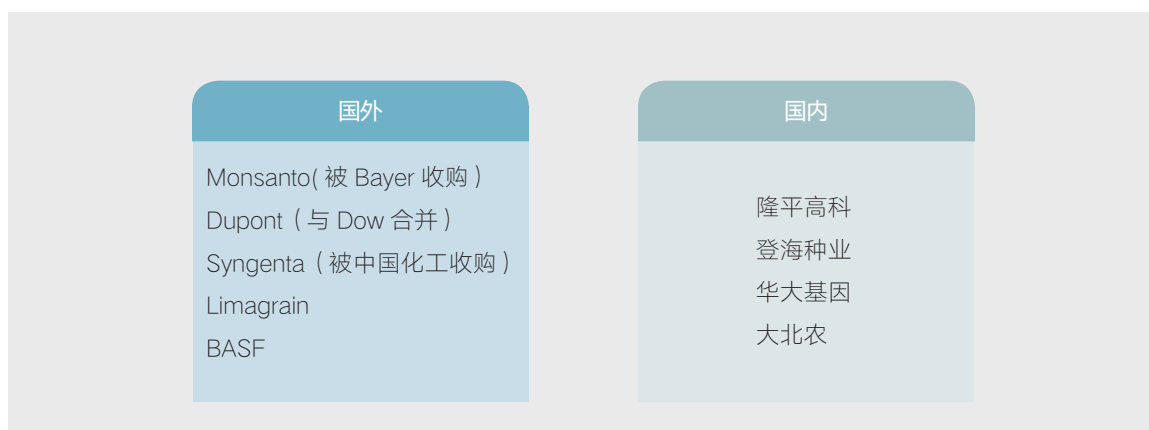 国外
Monsanto( 被 Bayer 收购 )
Dupont（与 Dow 合并）
Syngenta（被中国化工收购）
Limagrain
BASF
国内
隆平高科
登海种业
华大基因
大北农